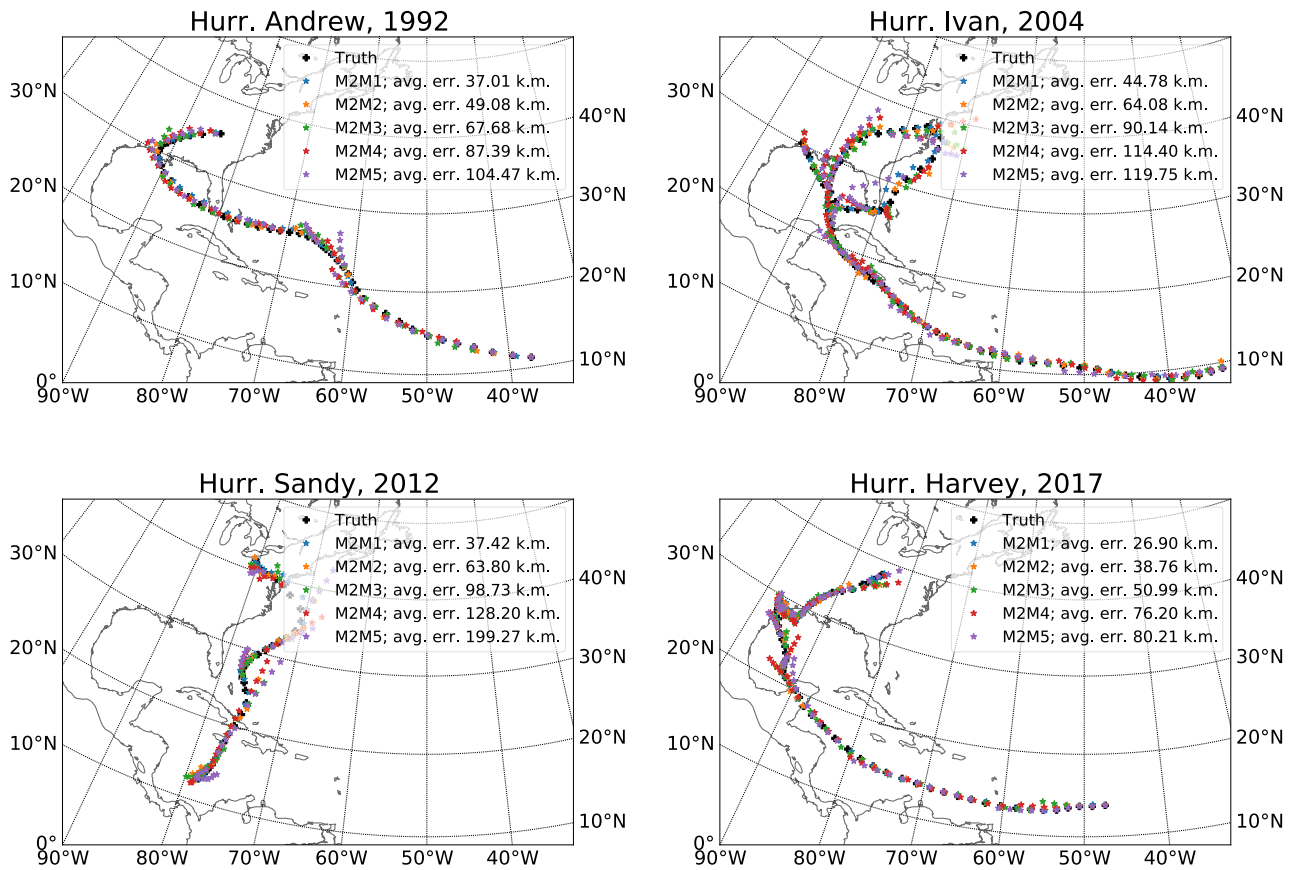 Hurr. Andrew, 1992
Truth
M2M1; avg. err. 37.01 k.m.
M2M2; avg. err. 49.08 k.m.
M2M3; avg. err. 67.68 k.m.
M2M4; avg. err. 87.39 k.m.
M2M5; avg. err. 104.47 k.m.
30°N
20°N
10°N
0°
40°N
30°N
20°N
10°N
90°W 80°W 70°W 60°W 50°W 40°W
Hurr. Ivan, 2004
Truth
M2M1; avg. err. 44.78 k.m.
M2M2; avg. err. 64.08 k.m.
M2M3; avg. err. 90.14 k.m.
M2M4; avg. err. 114.40 k.m.
M2M5; avg. err. 119.75 k.m.
30°N
20°N
10°N
0°
40°N
30°N
20°N
10°N
90°W 80°W 70°W 60°W 50°W 40°W
Hurr. Sandy, 2012
Truth
M2M1; avg. err. 37.42 k.m.
M2M2; avg. err. 63.80 k.m.
M2M3; avg. err. 98.73 k.m.
M2M4; avg. err. 128.20 k.m.
M2M5; avg. err. 199.27 k.m.
30°N
20°N
10°N
0°
40°N
30°N
20°N
10°N
90°W 80°W 70°W 60°W 50°W 40°W
Hurr. Harvey, 2017
Truth
M2M1; avg. err. 26.90 k.m.
M2M2; avg. err. 38.76 k.m.
M2M3; avg. err. 50.99 k.m.
M2M4; avg. err. 76.20 k.m.
M2M5; avg. err. 80.21 k.m.
30°N
20°N
10°N
0°
40°N
30°N
20°N
10°N
90°W 80°W 70°W 60°W 50°W 40°W